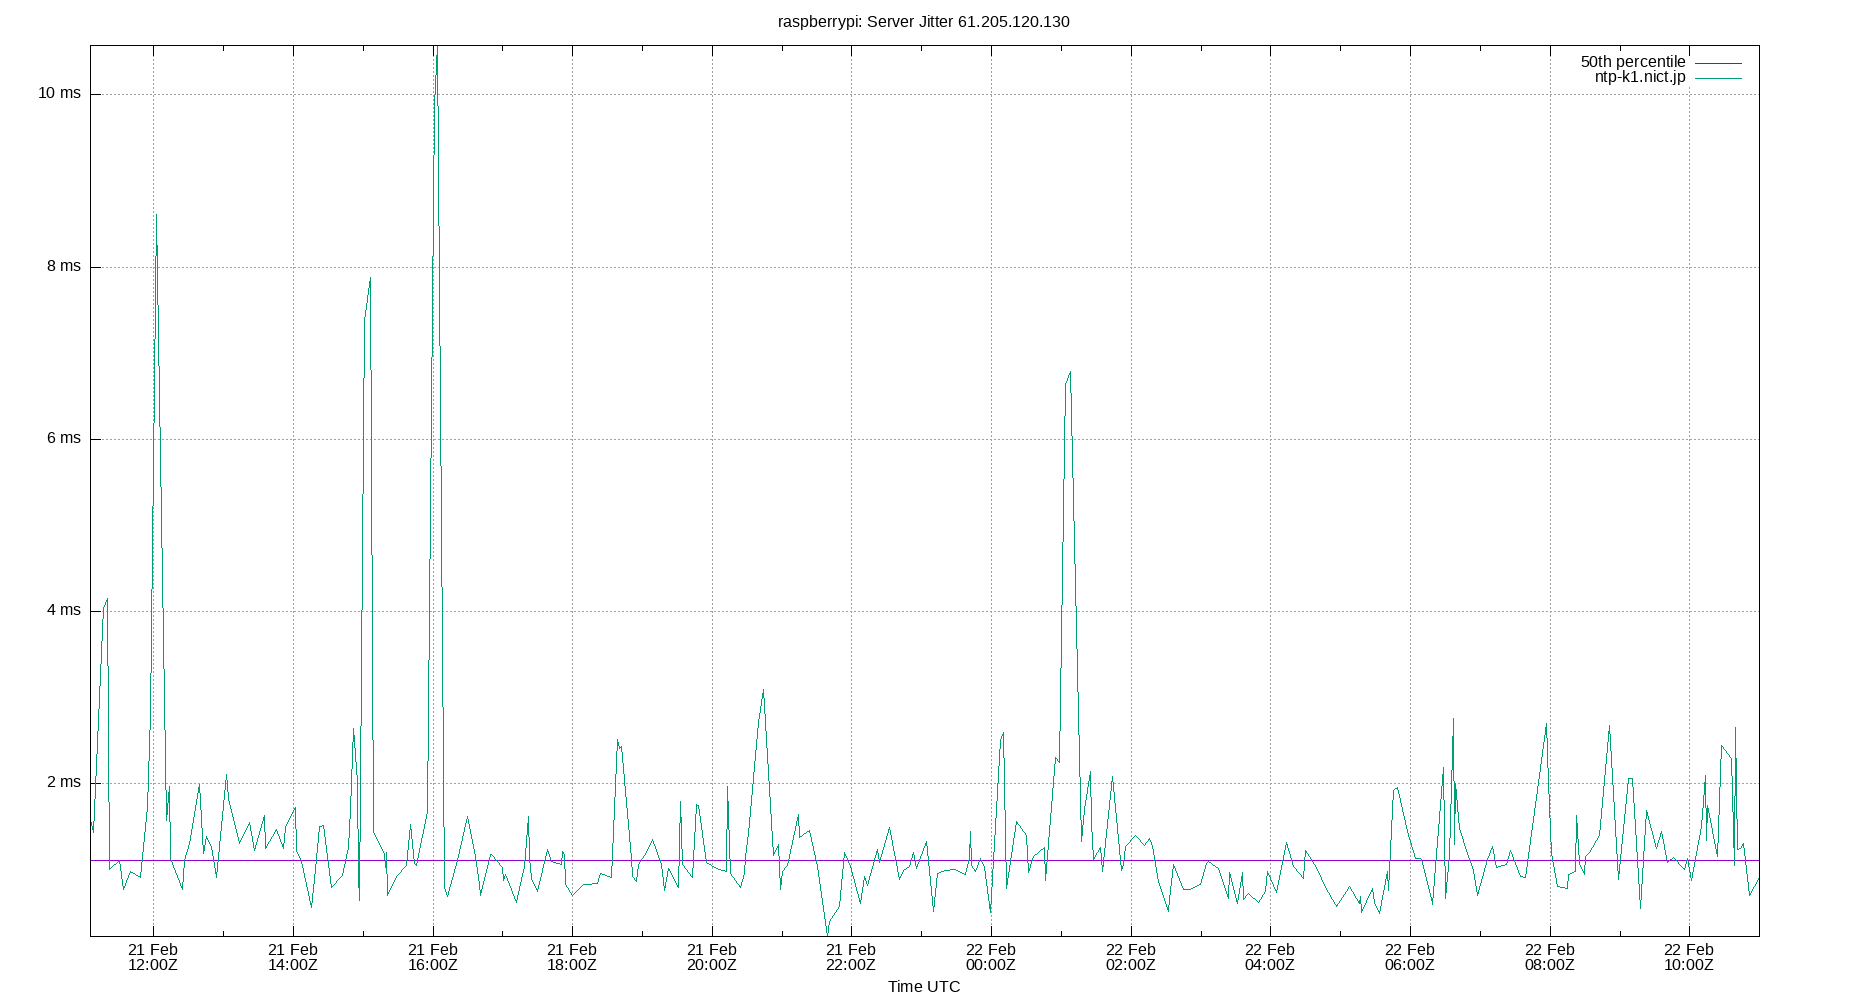 raspberrypi: Server Jitter 61.205.120.130
50th percentile
ntp-k1.nict.jp
10 ms
8 ms
6 ms
4 ms
2 ms
21 Feb 21 Feb 21 Feb 21 Feb 21 Feb 21 Feb 22 Feb 22 Feb 22 Feb 22 Feb 22 Feb 22 Feb
12:00Z 14:00Z 16:00Z 18:00Z 20:00Z 22:00Z 00:00Z 02:00Z 04:00Z 06:00Z 08:00Z 10:00Z
Time UTC